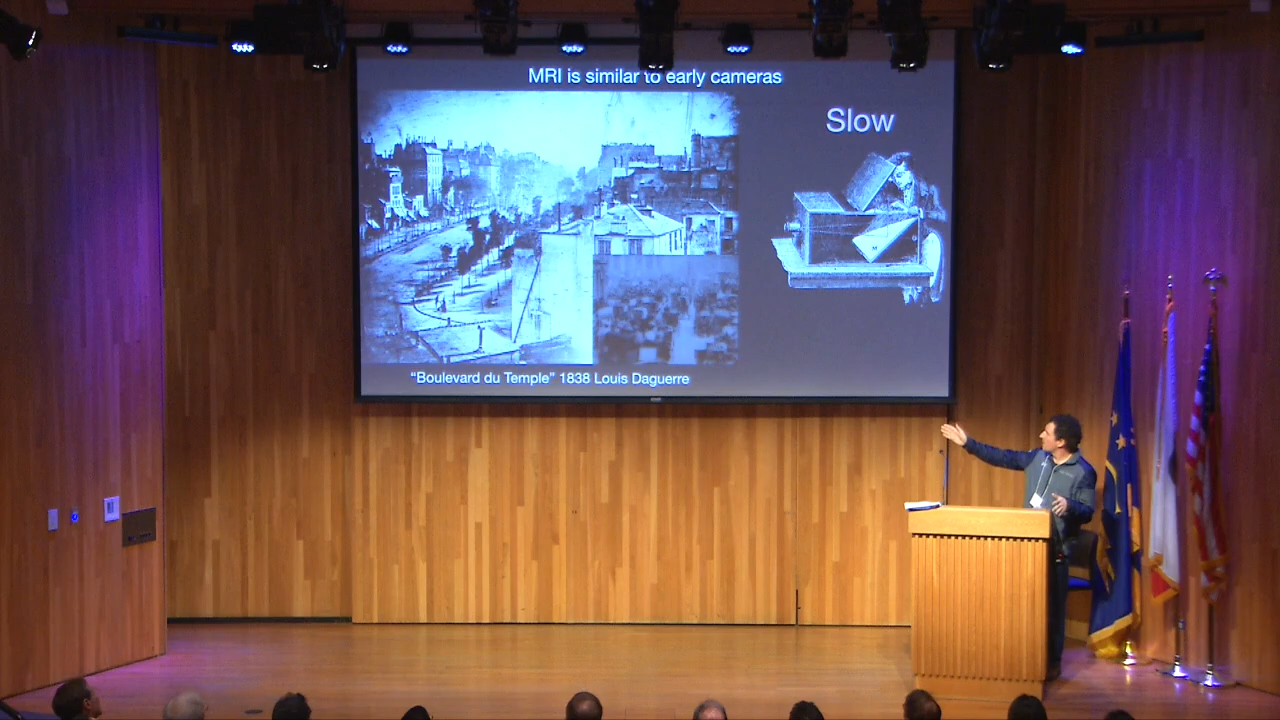 MRI is similar to early cameras
Slow
“Boulevard du Temple” 1838 Louis Daguerre